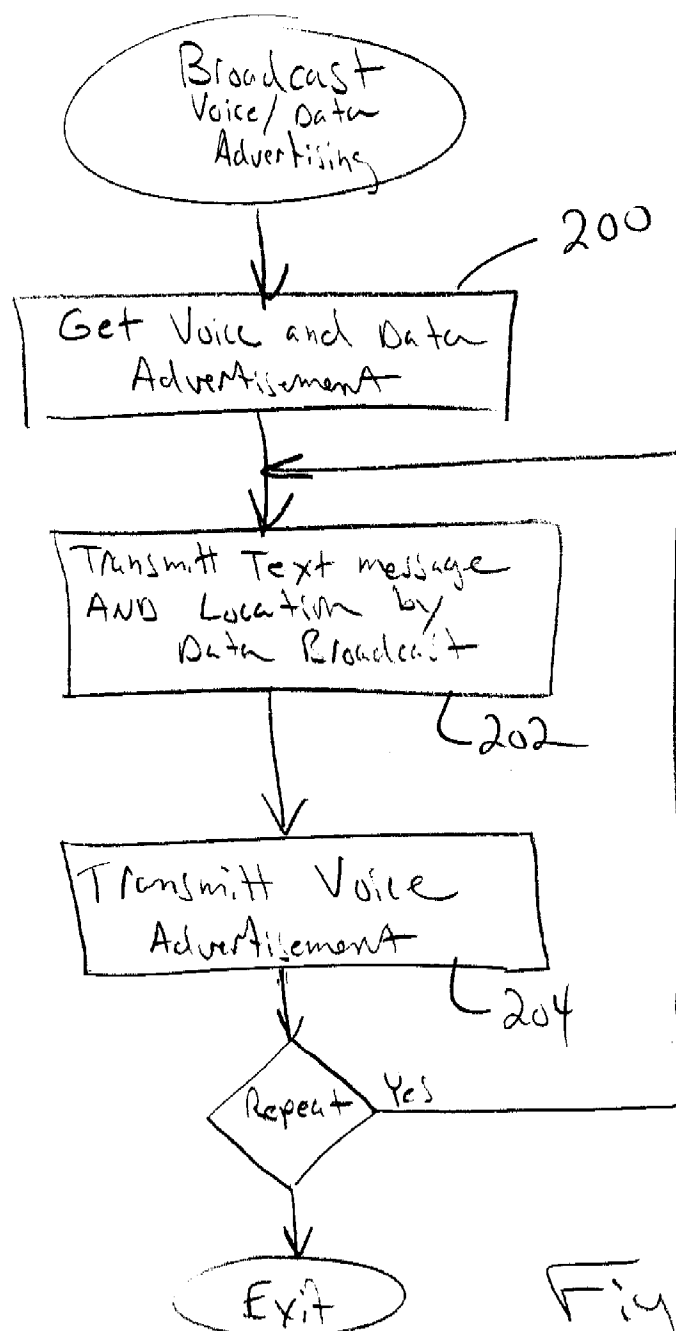 Broadcast
Voice/Data
Advertising
200
Get Voice and Data
Advertisement
Transmitt Text message
AND Location by
Data Broadcast
202
Transmitt Voice
Advertisement
204
Repeat
Yes
Exit
Fig